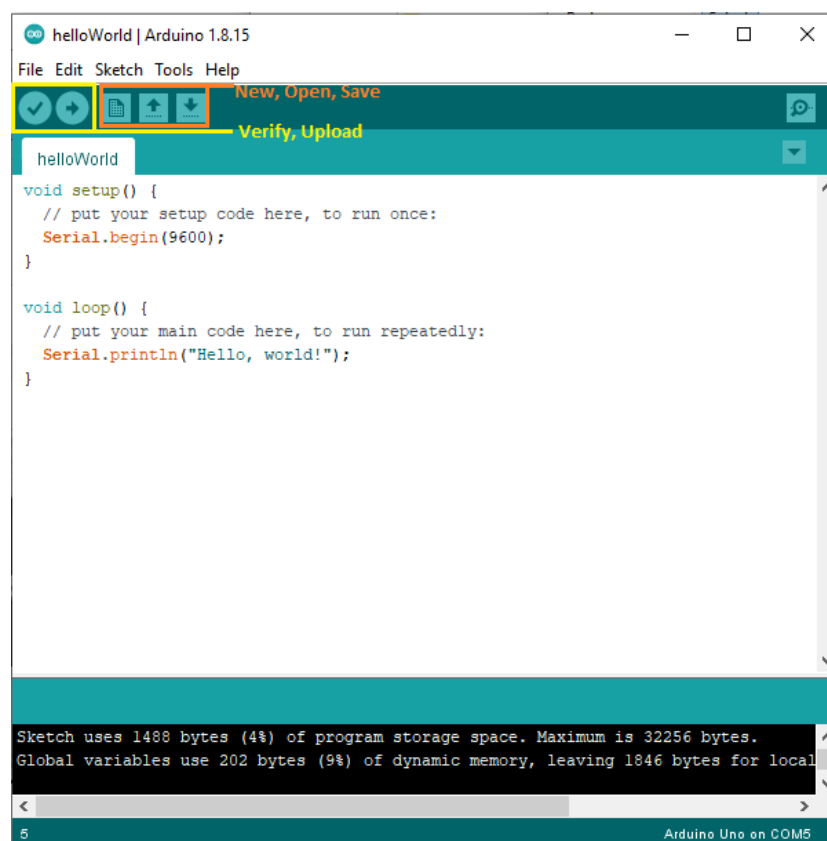 helloWorld | Arduino 1.8.15
File Edit Sketch Tools Help
New, Open, Save
Verify, Upload
helloWorld
void setup() {
  // put your setup code here, to run once:
  Serial.begin(9600);
}
void loop() {
  // put your main code here, to run repeatedly:
  Serial.println("Hello, world!");
}
Sketch uses 1488 bytes (4%) of program storage space. Maximum is 32256 bytes.
Global variables use 202 bytes (9%) of dynamic memory, leaving 1846 bytes for local
5 Arduino Uno on COM5